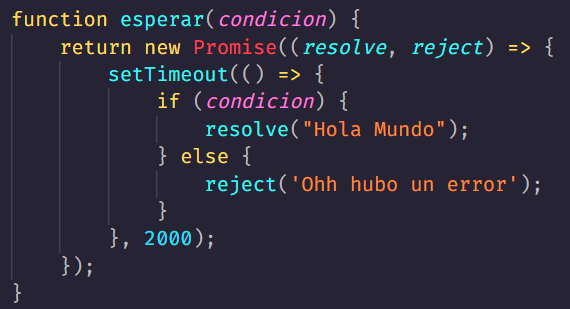 function esperar(condicion) {
    return new Promise((resolve, reject) => {
        setTimeout(() => {
            if (condicion) {
                resolve("Hola Mundo");
            } else {
                reject('Ohh hubo un error');
            }
        }, 2000);
    });
}